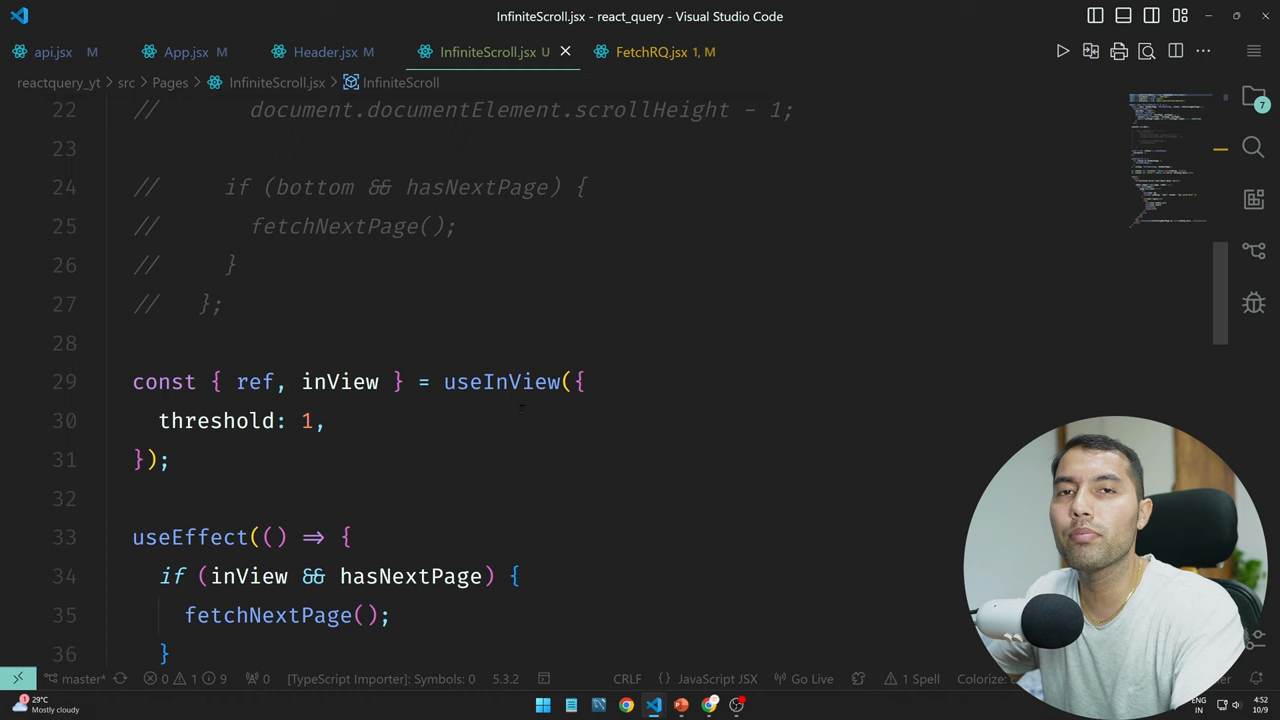 InfiniteScroll.jsx - react_query - Visual Studio Code
api.jsx M App.jsx M Header.jsx M InfiniteScroll.jsx U FetchRQ.jsx 1, M
reactquery_yt > src > Pages > InfiniteScroll.jsx > InfiniteScroll
22 // document.documentElement.scrollHeight - 1;
23
24 // if (bottom && hasNextPage) {
25 // fetchNextPage();
26 // }
27 // };
28
29 const { ref, inView } = useInView({
30 threshold: 1,
31 });
32
33 useEffect(() => {
34 if (inView && hasNextPage) {
35 fetchNextPage();
36 }
7
master* 0 1 9 0 [TypeScript Importer]: Symbols: 0 5.3.2 CRLF {} JavaScript JSX Go Live 1 Spell Colorize:
1 29°C
Mostly cloudy
ENG
IN
4:52
10/9